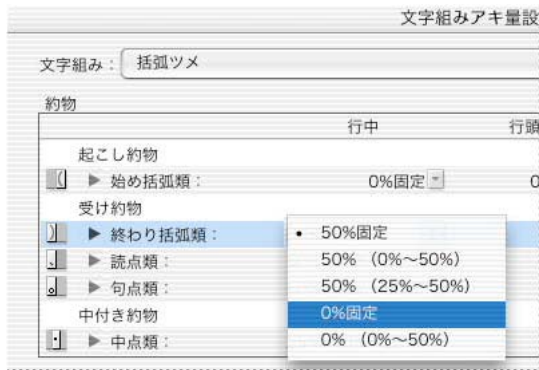 文字組みアキ量設
文字組み： 括弧ツメ
約物
行中 行頭
起こし約物
▶ 始め括弧類： 0%固定 0
受け約物
▶ 終わり括弧類： • 50%固定
▶ 読点類： 50% （0%～50%）
▶ 句点類： 50% （25%～50%）
中付き約物 0%固定
▶ 中点類： 0% （0%～50%）